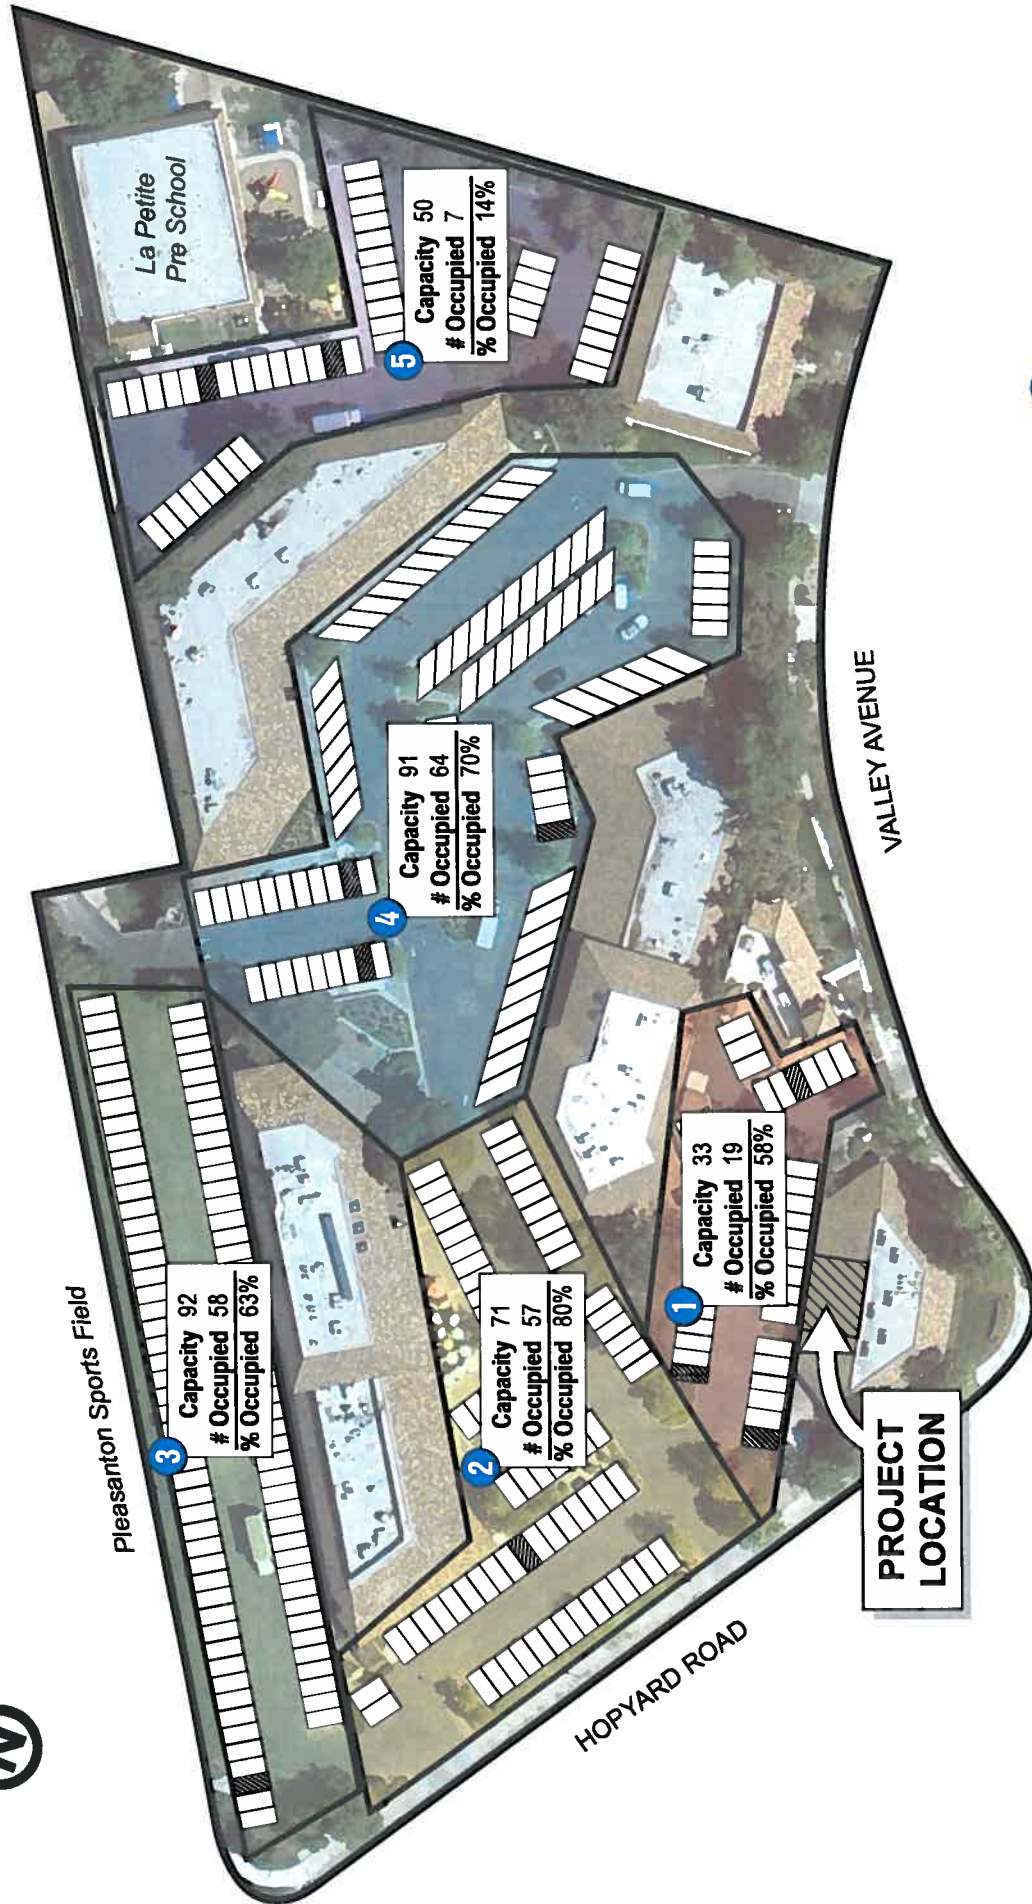 N
Pleasanton Sports Field
La Petite
Pre School
3
Capacity 92
# Occupied 58
% Occupied 63%
4
Capacity 91
# Occupied 64
% Occupied 70%
5
Capacity 50
# Occupied 7
% Occupied 14%
2
Capacity 71
# Occupied 57
% Occupied 80%
1
Capacity 33
# Occupied 19
% Occupied 58%
HOPYARD ROAD
PROJECT
LOCATION
VALLEY AVENUE